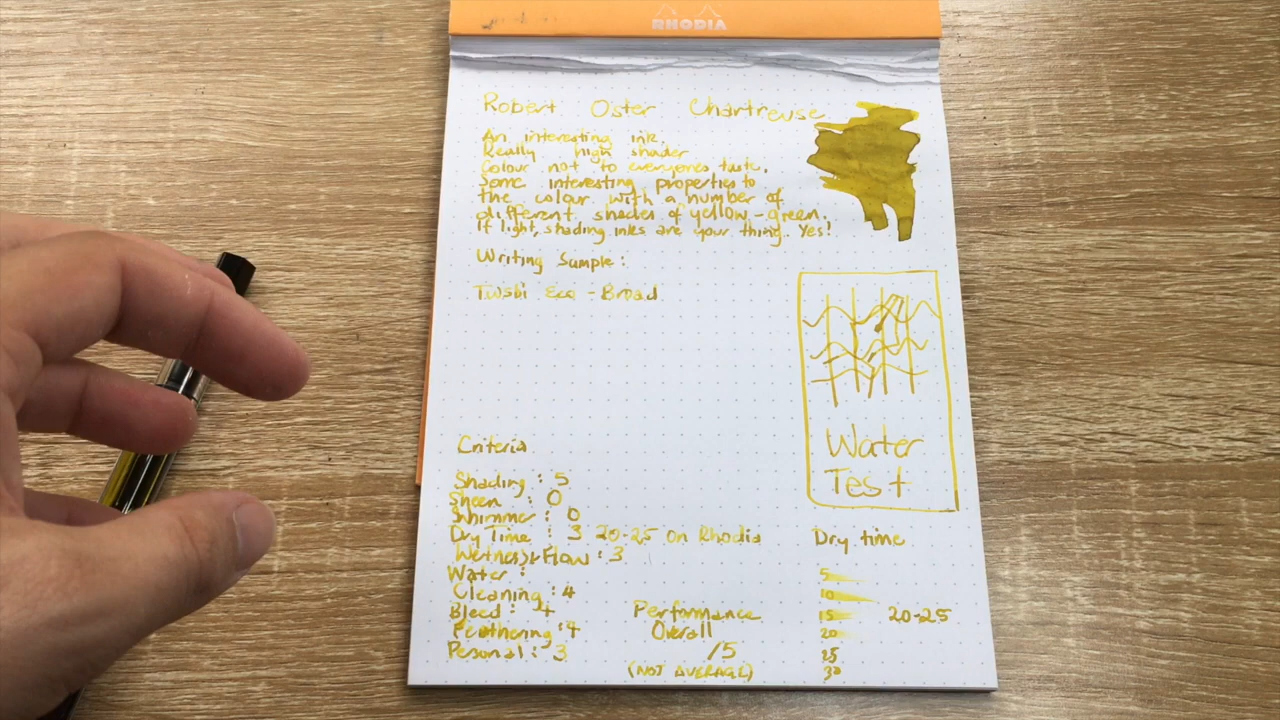 RHODIA
Robert Oster Chartreuse
An interesting ink.
Really high shader
Colour not to everyones taste.
Some interesting properties to
the colour with a number of
different shades of yellow-green.
If light, shading inks are your thing. Yes!
Writing Sample:
Twsbi Eco - Broad
Water
Test
Criteria
Shading: 5
Sheen: 0
Shimmer: 0
Dry Time: 3 20-25 on Rhodia
Wetness+Flow: 3
Water:
Cleaning: 4
Bleed: 4
Feathering: 4
Personal: 3
Performance
Overall
/5
(NOT AVERAGE)
Dry time
5
10
15 20-25
20
25
30